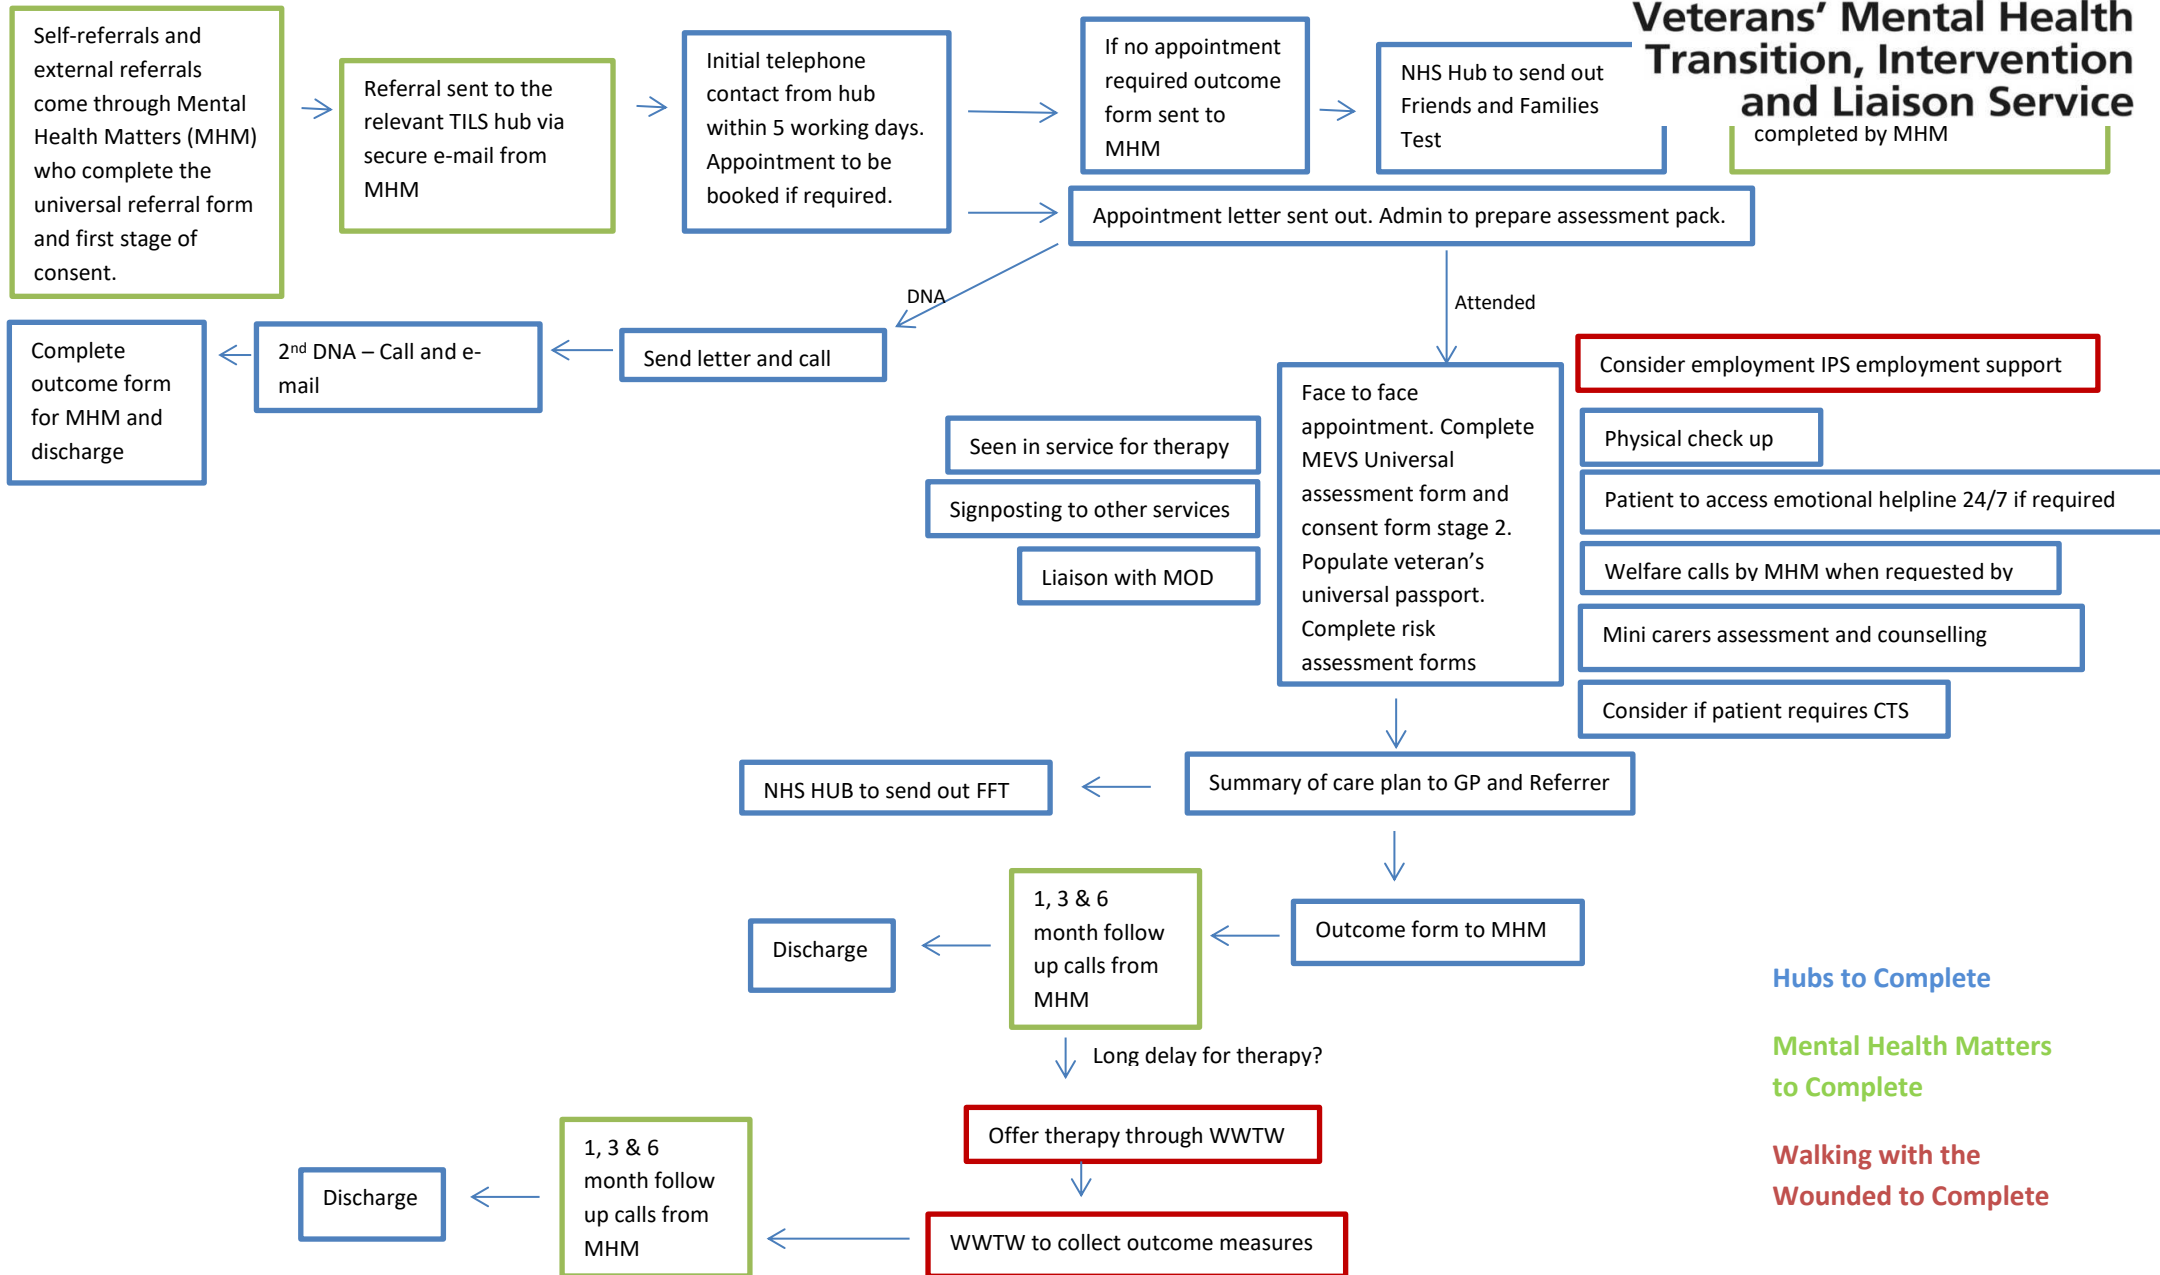 Veterans' Mental Health
Transition, Intervention
and Liaison Service
Self-referrals and
external referrals
come through Mental
Health Matters (MHM)
who complete the
universal referral form
and first stage of
consent.
Referral sent to the
relevant TILS hub via
secure e-mail from
MHM
Initial telephone
contact from hub
within 5 working days.
Appointment to be
booked if required.
If no appointment
required outcome
form sent to
MHM
NHS Hub to send out
Friends and Families
Test
completed by MHM
Appointment letter sent out. Admin to prepare assessment pack.
DNA
Attended
Send letter and call
2nd DNA – Call and e-
mail
Complete
outcome form
for MHM and
discharge
Face to face
appointment. Complete
MEVS Universal
assessment form and
consent form stage 2.
Populate veteran's
universal passport.
Complete risk
assessment forms
Seen in service for therapy
Signposting to other services
Liaison with MOD
Consider employment IPS employment support
Physical check up
Patient to access emotional helpline 24/7 if required
Welfare calls by MHM when requested by
Mini carers assessment and counselling
Consider if patient requires CTS
Summary of care plan to GP and Referrer
NHS HUB to send out FFT
Outcome form to MHM
1, 3 & 6
month follow
up calls from
MHM
Discharge
Long delay for therapy?
Offer therapy through WWTW
WWTW to collect outcome measures
1, 3 & 6
month follow
up calls from
MHM
Discharge
Hubs to Complete
Mental Health Matters
to Complete
Walking with the
Wounded to Complete